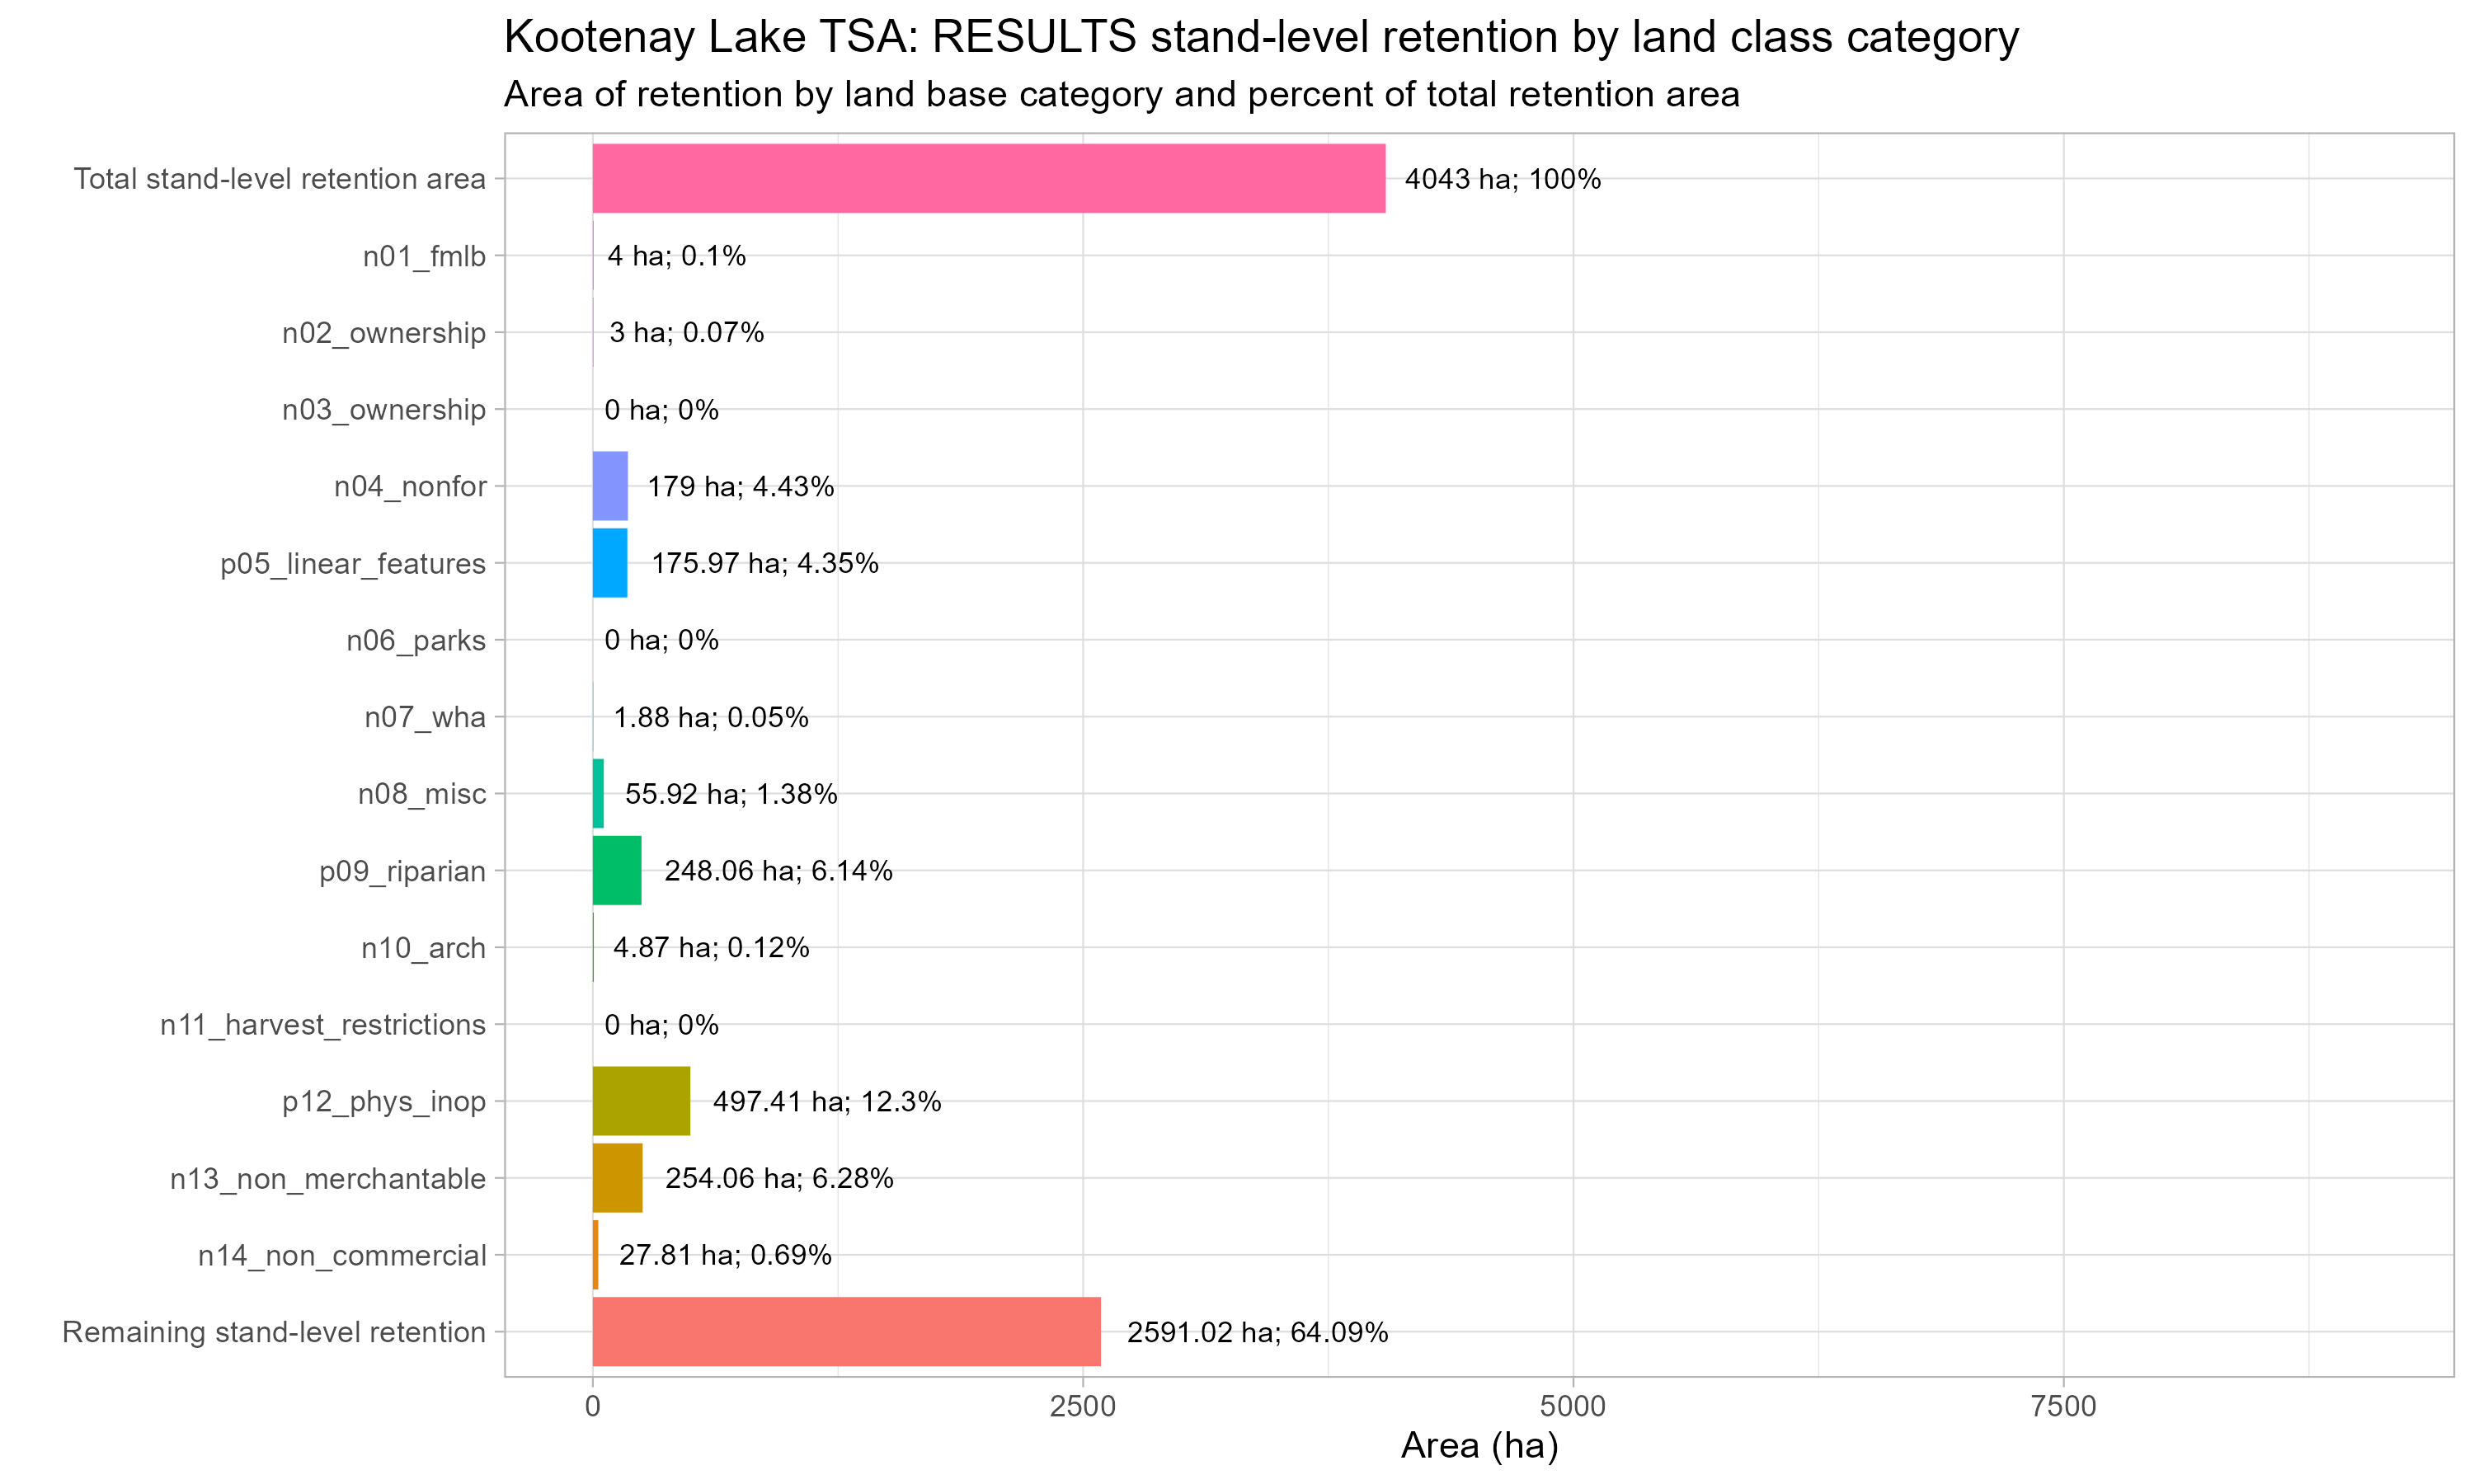 Kootenay Lake TSA: RESULTS stand-level retention by land class category
Area of retention by land base category and percent of total retention area
Total stand-level retention area 4043 ha; 100%
n01_fmlb 4 ha; 0.1%
n02_ownership 3 ha; 0.07%
n03_ownership 0 ha; 0%
n04_nonfor 179 ha; 4.43%
p05_linear_features 175.97 ha; 4.35%
n06_parks 0 ha; 0%
n07_wha 1.88 ha; 0.05%
n08_misc 55.92 ha; 1.38%
p09_riparian 248.06 ha; 6.14%
n10_arch 4.87 ha; 0.12%
n11_harvest_restrictions 0 ha; 0%
p12_phys_inop 497.41 ha; 12.3%
n13_non_merchantable 254.06 ha; 6.28%
n14_non_commercial 27.81 ha; 0.69%
Remaining stand-level retention 2591.02 ha; 64.09%
0 2500 5000 7500
Area (ha)